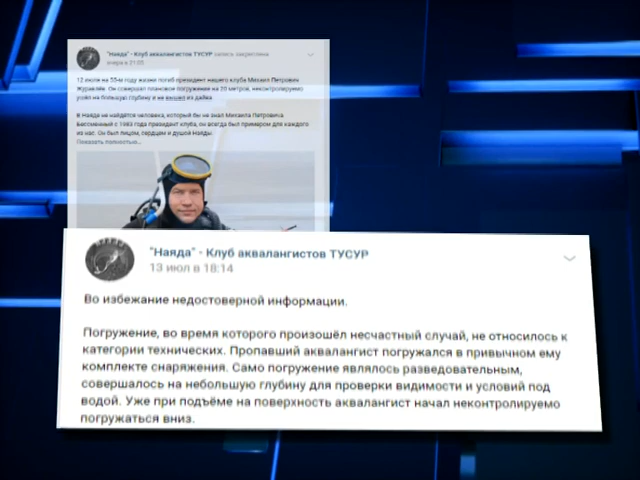 "Наяда" - Клуб аквалангистов ТУСУР запись закреплена
вчера в 21:05
12 июля на 55-м году жизни погиб президент нашего клуба Михаил Петрович
Журавлёв. Он совершал плановое погружение на 20 метров, неконтролируемо
ушёл на большую глубину и не вышел из дайва.
В Наяде не найдётся человека, который бы не знал Михаила Петровича.
Бессменный с 1983 года президент клуба, он всегда был примером для каждого
из нас. Он был лицом, сердцем и душой Наяды.
Показать полностью...
"Наяда" - Клуб аквалангистов ТУСУР
13 июл в 18:14
Во избежание недостоверной информации.
Погружение, во время которого произошёл несчастный случай, не относилось к
категории технических. Пропавший аквалангист погружался в привычном ему
комплекте снаряжения. Само погружение являлось разведовательным,
совершалось на небольшую глубину для проверки видимости и условий под
водой. Уже при подъёме на поверхность аквалангист начал неконтролируемо
погружаться вниз.